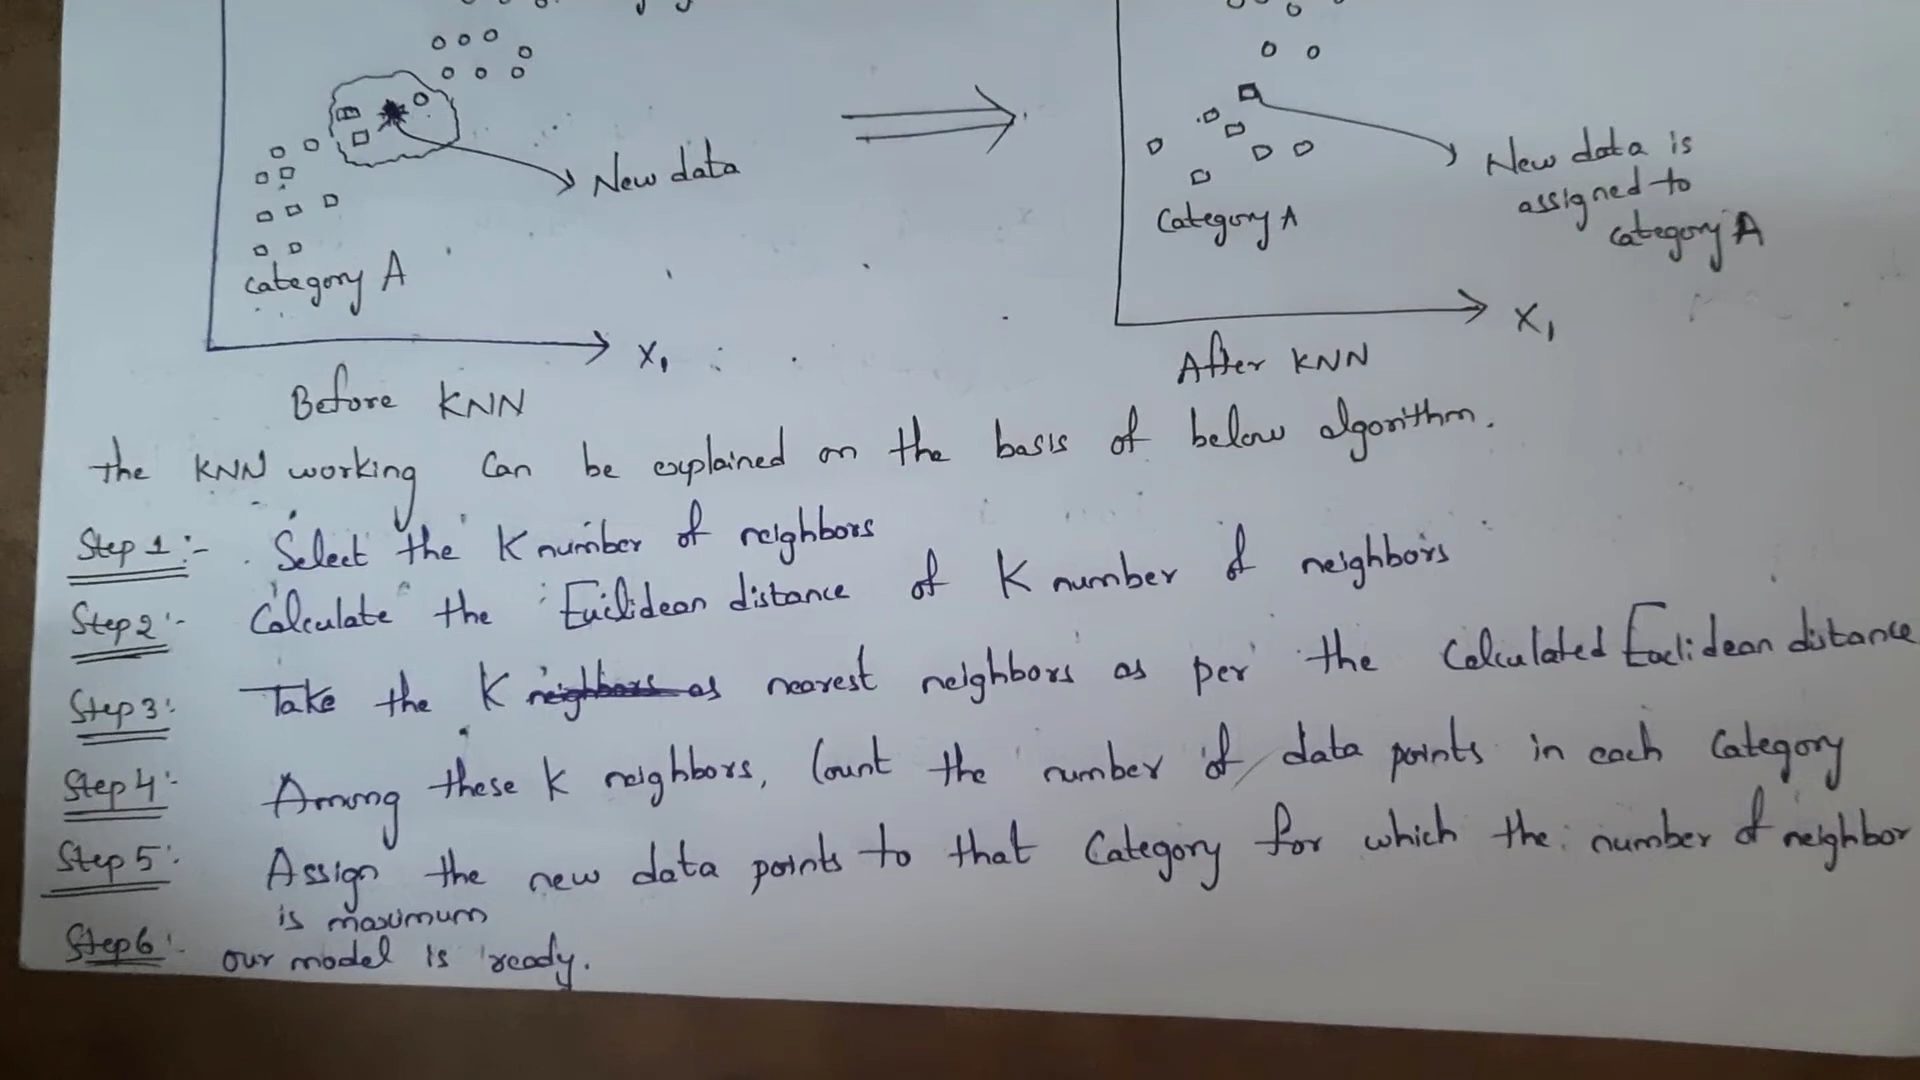 New data
New data is
assigned to
category A
Category A
category A
X₁
X₁
Before KNN
After KNN
the KNN working can be explained on the basis of below algorithm.
Step 1:- Select the K number of neighbors
Step 2:- Calculate the Euclidean distance of K number of neighbors
Step 3: Take the K nearest neighbors as per the calculated Euclidean distance
Step 4:- Among these k neighbors, Count the number of data points in each category
Step 5:- Assign the new data points to that Category for which the number of neighbor
is maximum
Step 6:- our model is ready.